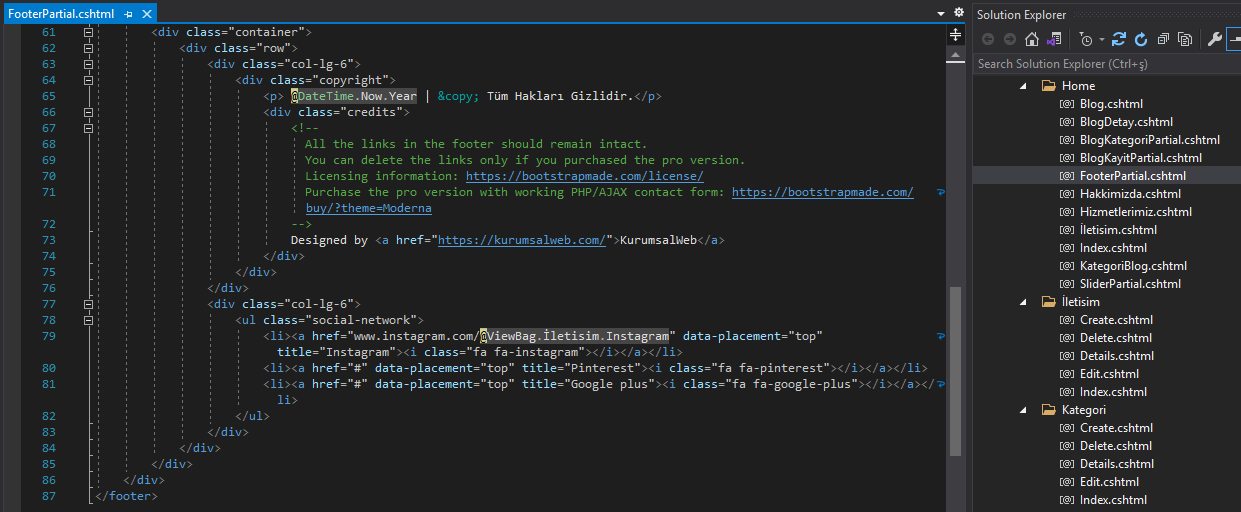 FooterPartial.cshtml
61 <div class="container">
62 <div class="row">
63 <div class="col-lg-6">
64 <div class="copyright">
65 <p> @DateTime.Now.Year | &copy; Tüm Hakları Gizlidir.</p>
66 <div class="credits">
67 <!--
68 All the links in the footer should remain intact.
69 You can delete the links only if you purchased the pro version.
70 Licensing information: https://bootstrapmade.com/license/
71 Purchase the pro version with working PHP/AJAX contact form: https://bootstrapmade.com/
buy/?theme=Moderna
72 -->
73 Designed by <a href="https://kurumsalweb.com/">KurumsalWeb</a>
74 </div>
75 </div>
76 </div>
77 <div class="col-lg-6">
78 <ul class="social-network">
79 <li><a href="www.instagram.com/@ViewBag.İletisim.Instagram" data-placement="top"
title="Instagram"><i class="fa fa-instagram"></i></a></li>
80 <li><a href="#" data-placement="top" title="Pinterest"><i class="fa fa-pinterest"></i></a></li>
81 <li><a href="#" data-placement="top" title="Google plus"><i class="fa fa-google-plus"></i></a></
li>
82 </ul>
83 </div>
84 </div>
85 </div>
86 </div>
87 </footer>
Solution Explorer
Search Solution Explorer (Ctrl+ş)
Home
Blog.cshtml
BlogDetay.cshtml
BlogKategoriPartial.cshtml
BlogKayitPartial.cshtml
FooterPartial.cshtml
Hakkimizda.cshtml
Hizmetlerimiz.cshtml
İletisim.cshtml
Index.cshtml
KategoriBlog.cshtml
SliderPartial.cshtml
İletisim
Create.cshtml
Delete.cshtml
Details.cshtml
Edit.cshtml
Index.cshtml
Kategori
Create.cshtml
Delete.cshtml
Details.cshtml
Edit.cshtml
Index.cshtml